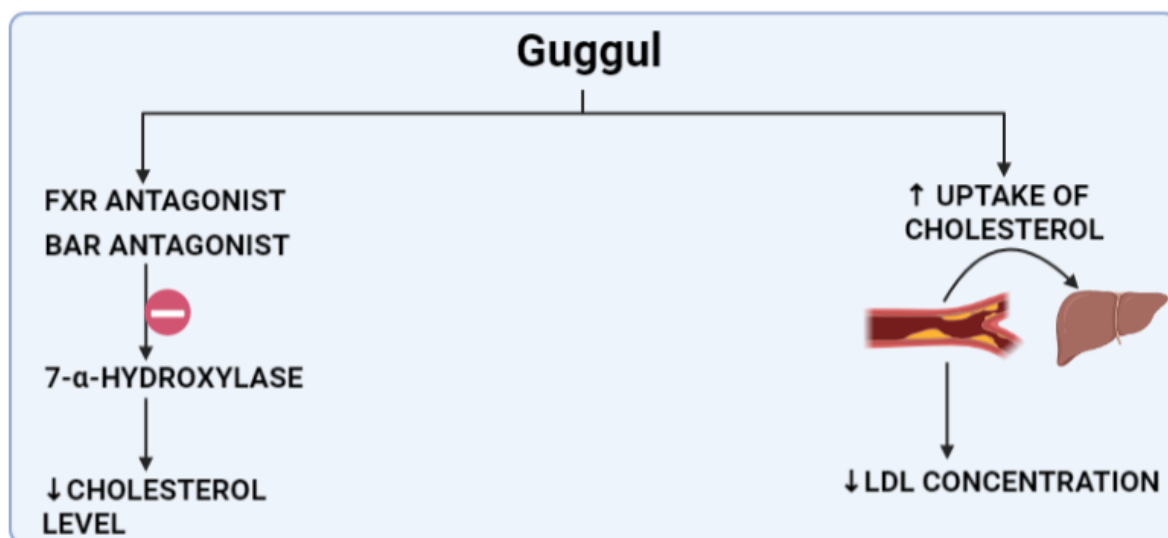 Guggul
FXR ANTAGONIST
BAR ANTAGONIST
7-α-HYDROXYLASE
↓CHOLESTEROL
LEVEL
↑ UPTAKE OF
CHOLESTEROL
↓LDL CONCENTRATION